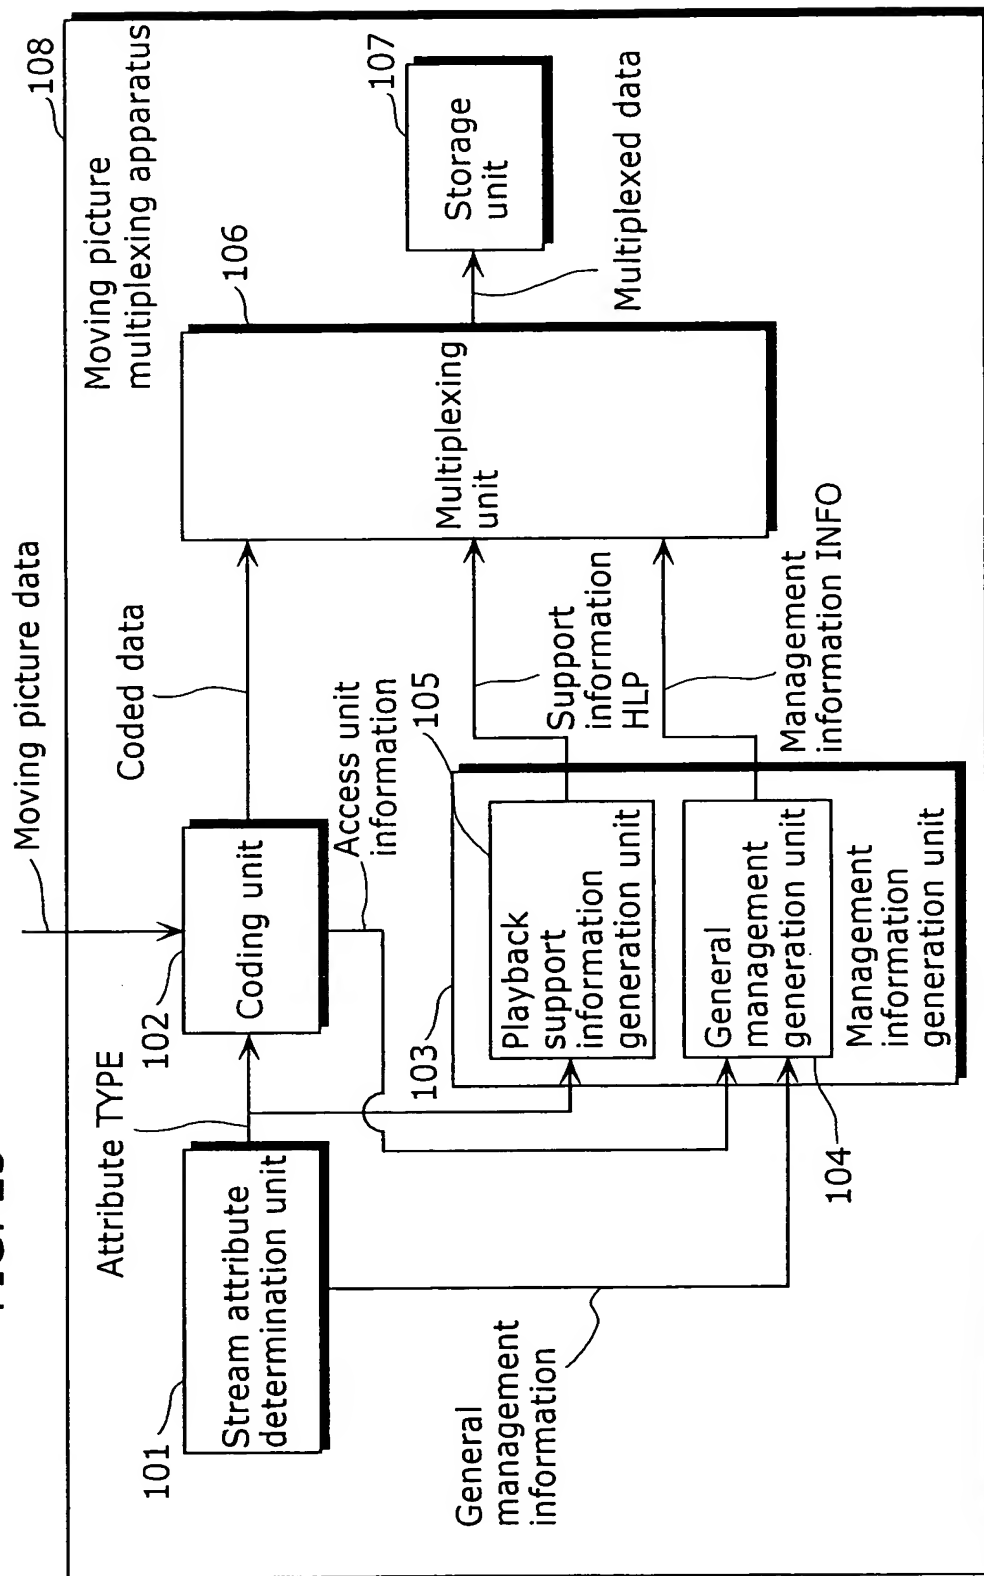 108
Moving picture
multiplexing apparatus
Moving picture data
101
Stream attribute
determination unit
Attribute TYPE
102
Coding unit
Coded data
106
Multiplexing
unit
107
Storage
unit
Multiplexed data
Access unit
information
General
management
information
103
105
Playback
support
information
generation unit
Support
information
HLP
104
General
management
generation unit
Management
information INFO
Management
information
generation unit